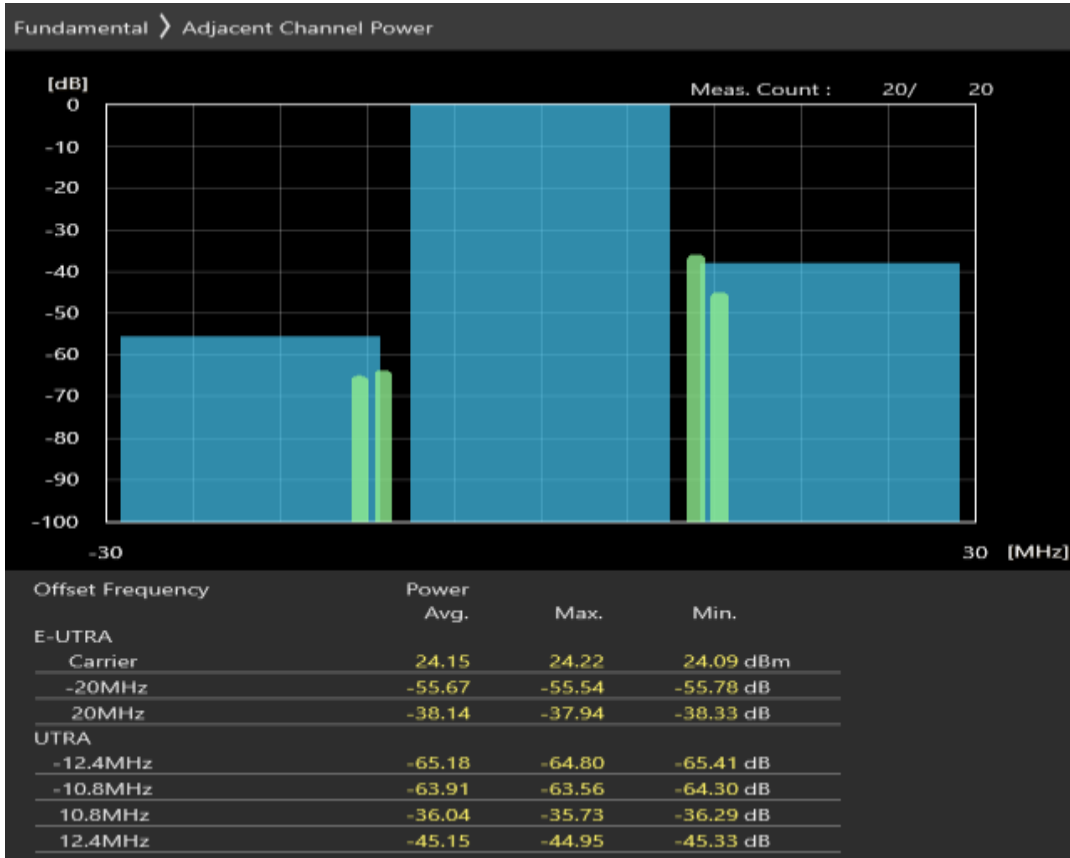 Fundamental 〉 Adjacent Channel Power
[dB]
Meas. Count : 20/ 20
0
-10
-20
-30
-40
-50
-60
-70
-80
-90
-100
-30 30 [MHz]
Offset Frequency Power
Avg. Max. Min.
E-UTRA
Carrier 24.15 24.22 24.09 dBm
-20MHz -55.67 -55.54 -55.78 dB
20MHz -38.14 -37.94 -38.33 dB
UTRA
-12.4MHz -65.18 -64.80 -65.41 dB
-10.8MHz -63.91 -63.56 -64.30 dB
10.8MHz -36.04 -35.73 -36.29 dB
12.4MHz -45.15 -44.95 -45.33 dB